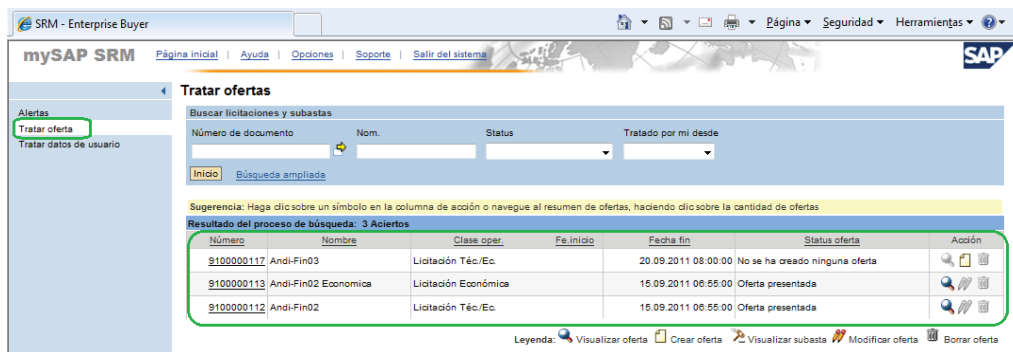 SRM - Enterprise Buyer
Página Seguridad Herramientas
mySAP SRM
Página inicial | Ayuda | Opciones | Soporte | Salir del sistema
SAP
Tratar ofertas
Alertas
Tratar oferta
Tratar datos de usuario
Buscar licitaciones y subastas
Número de documento Nom. Status Tratado por mi desde
Inicio Búsqueda ampliada
Sugerencia: Haga clic sobre un símbolo en la columna de acción o navegue al resumen de ofertas, haciendo clic sobre la cantidad de ofertas
Resultado del proceso de búsqueda: 3 Aciertos
Número Nombre Clase oper. Fe.inicio Fecha fin Status oferta Acción
9100000117 Andi-Fin03 Licitación Téc./Ec. 20.09.2011 08:00:00 No se ha creado ninguna oferta
9100000113 Andi-Fin02 Economica Licitación Económica 15.09.2011 06:55:00 Oferta presentada
9100000112 Andi-Fin02 Licitación Téc./Ec. 15.09.2011 06:55:00 Oferta presentada
Leyenda: Visualizar oferta Crear oferta Visualizar subasta Modificar oferta Borrar oferta